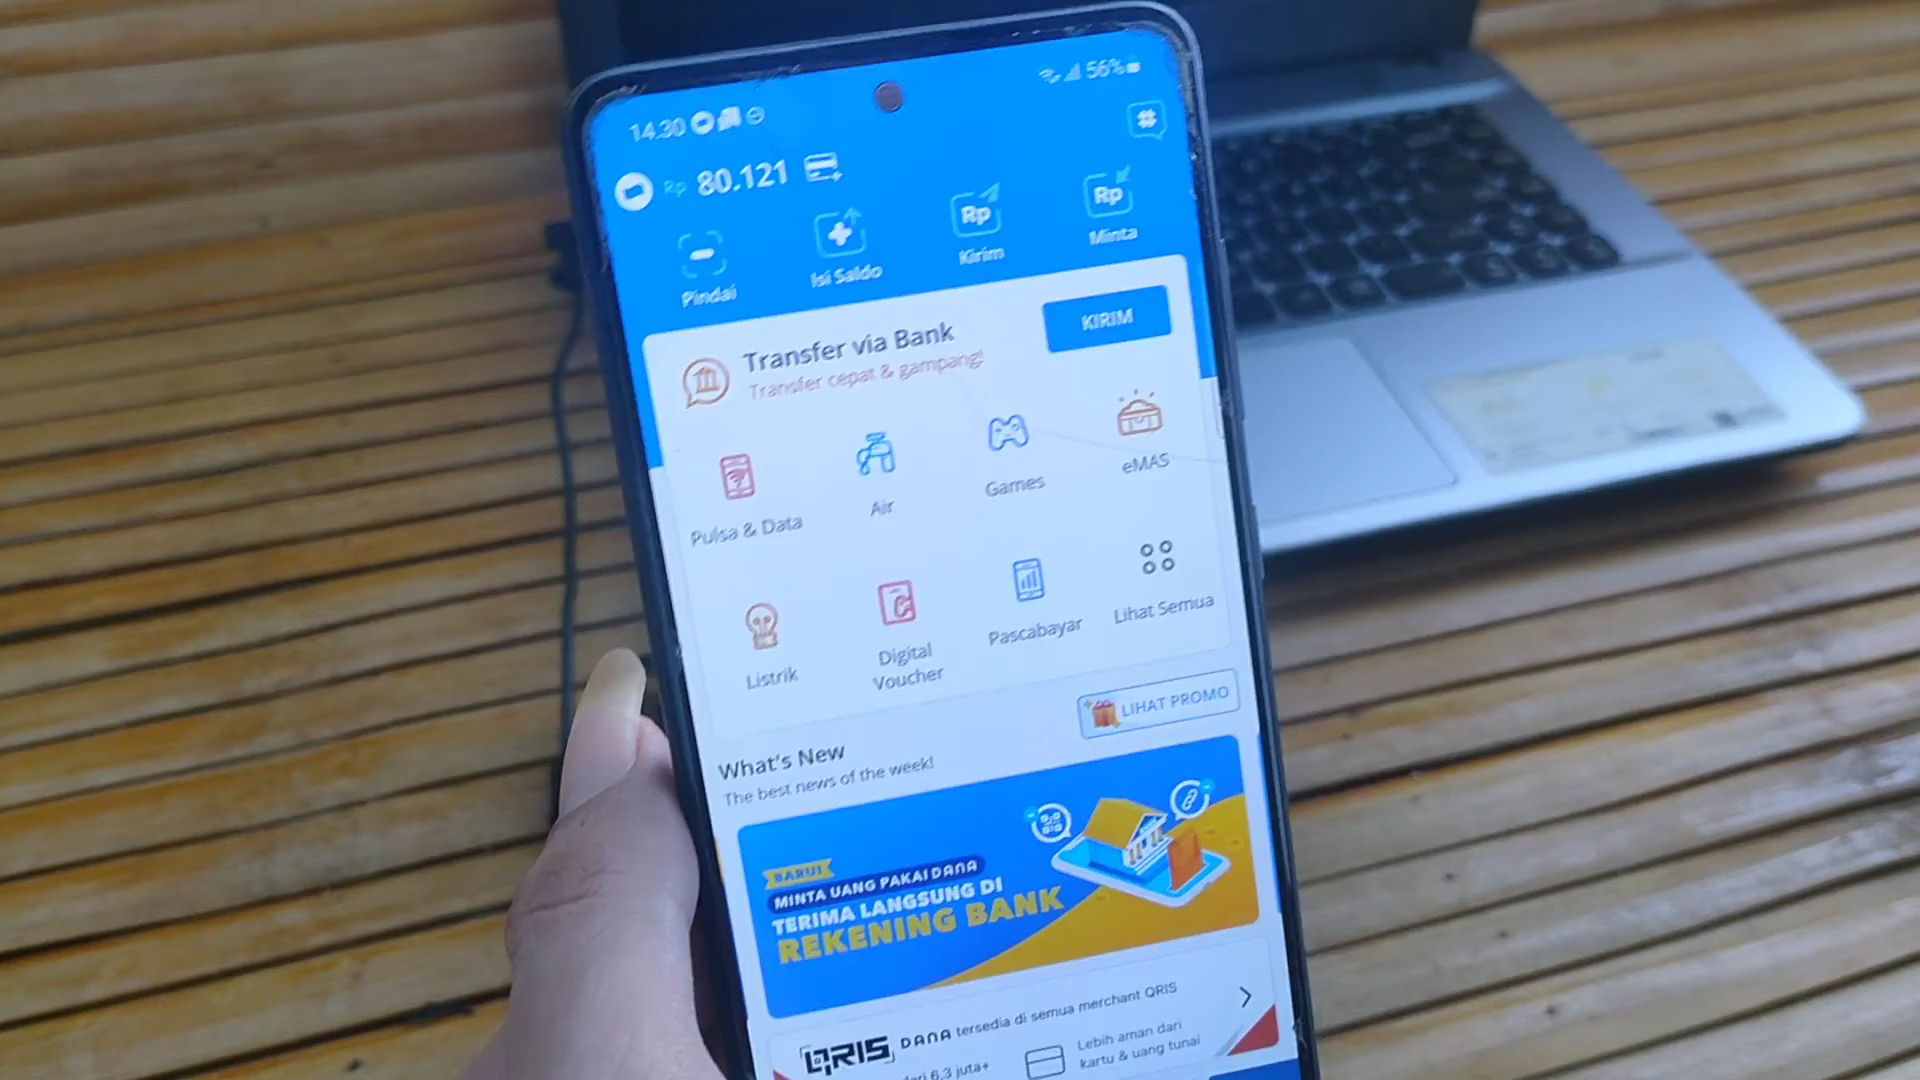 14.30
56%
Rp 80.121
Pindai
Isi Saldo
Rp
Kirim
Rp
Minta
Transfer via Bank
Transfer cepat & gampang!
KIRIM
Pulsa & Data
Air
Games
eMAS
Listrik
Digital
Voucher
Pascabayar
Lihat Semua
What's New
The best news of the week!
LIHAT PROMO
BARU!
MINTA UANG PAKAI DANA
TERIMA LANGSUNG DI
REKENING BANK
QRIS DANA tersedia di semua merchant QRIS
6,3 juta+
Lebih aman dari
kartu & uang tunai